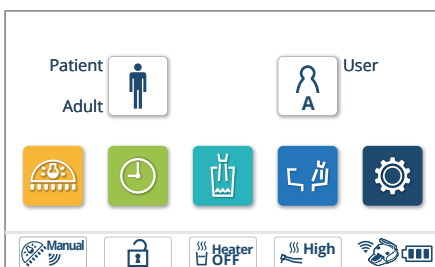 Patient
User
Adult
A
Manual
Heater
OFF
High